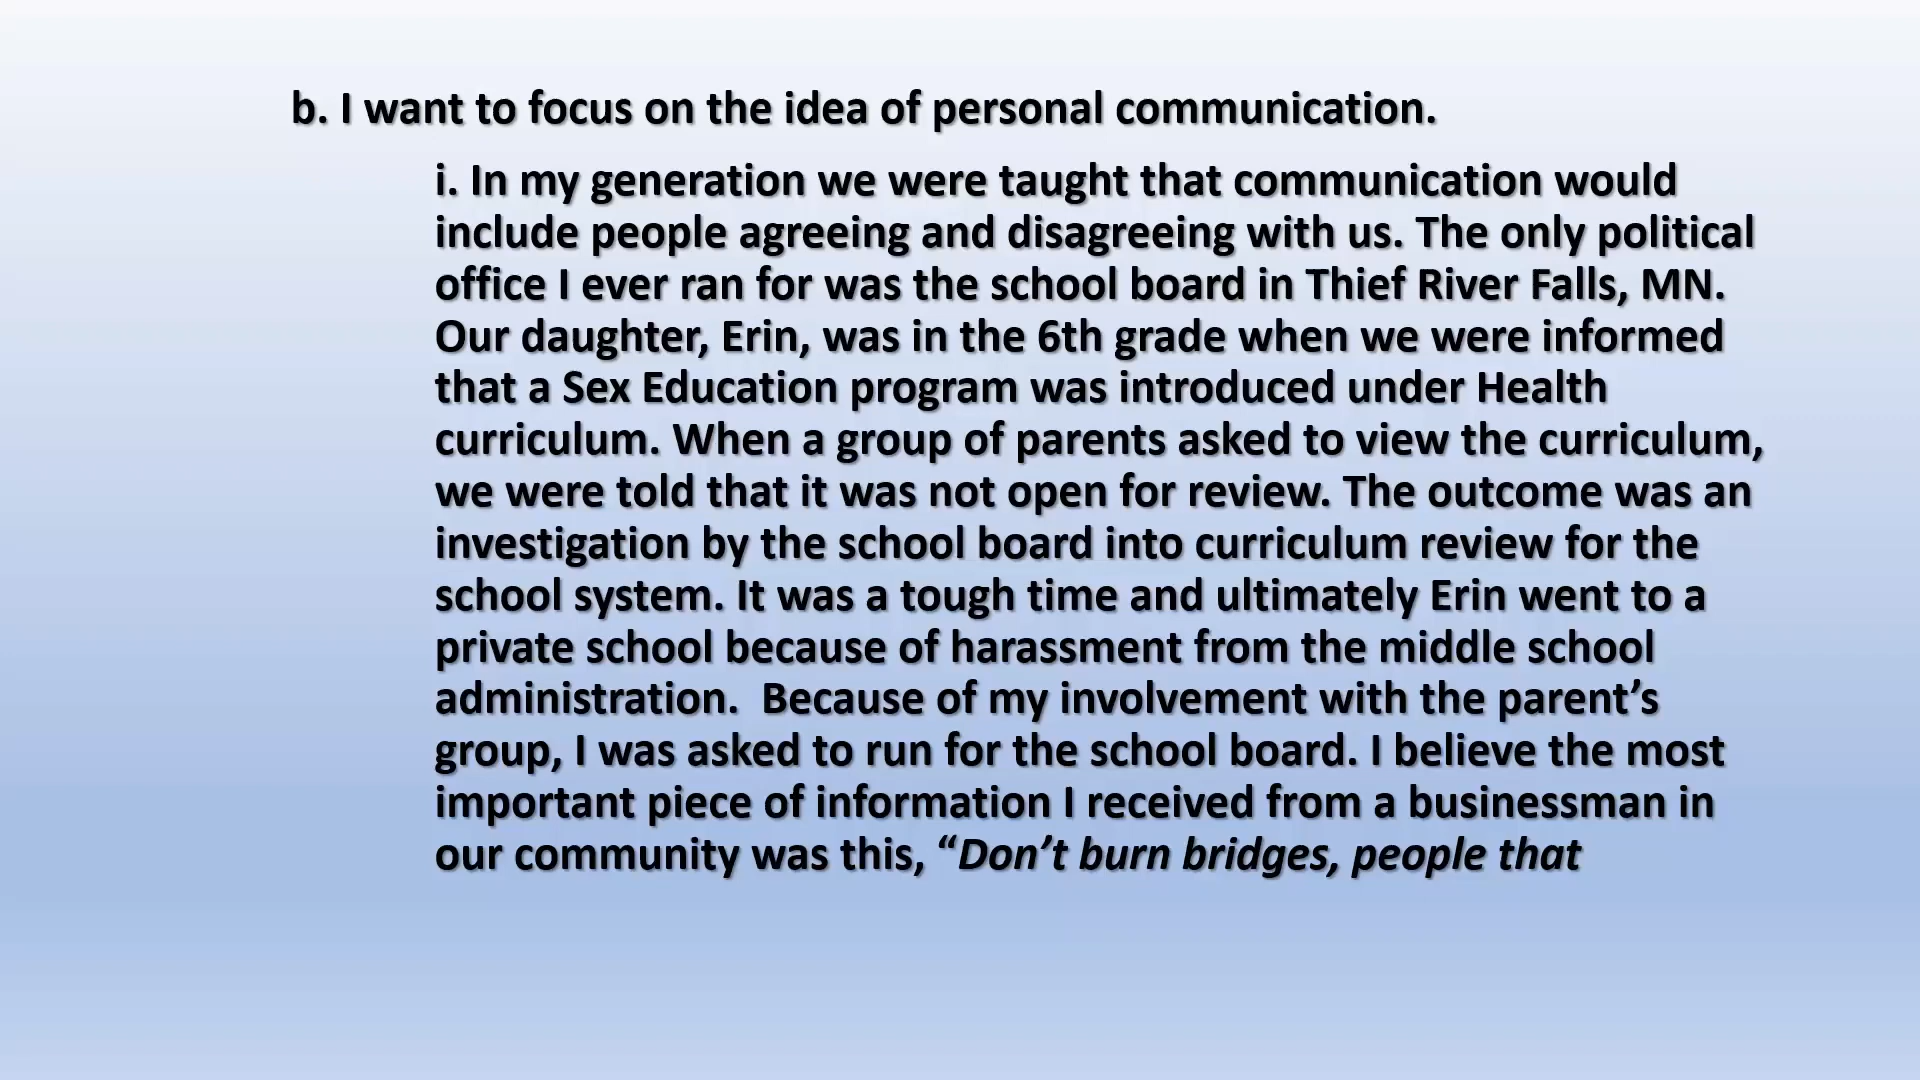 b. I want to focus on the idea of personal communication.
i. In my generation we were taught that communication would
include people agreeing and disagreeing with us. The only political
office I ever ran for was the school board in Thief River Falls, MN.
Our daughter, Erin, was in the 6th grade when we were informed
that a Sex Education program was introduced under Health
curriculum. When a group of parents asked to view the curriculum,
we were told that it was not open for review. The outcome was an
investigation by the school board into curriculum review for the
school system. It was a tough time and ultimately Erin went to a
private school because of harassment from the middle school
administration.  Because of my involvement with the parent’s
group, I was asked to run for the school board. I believe the most
important piece of information I received from a businessman in
our community was this, “Don’t burn bridges, people that